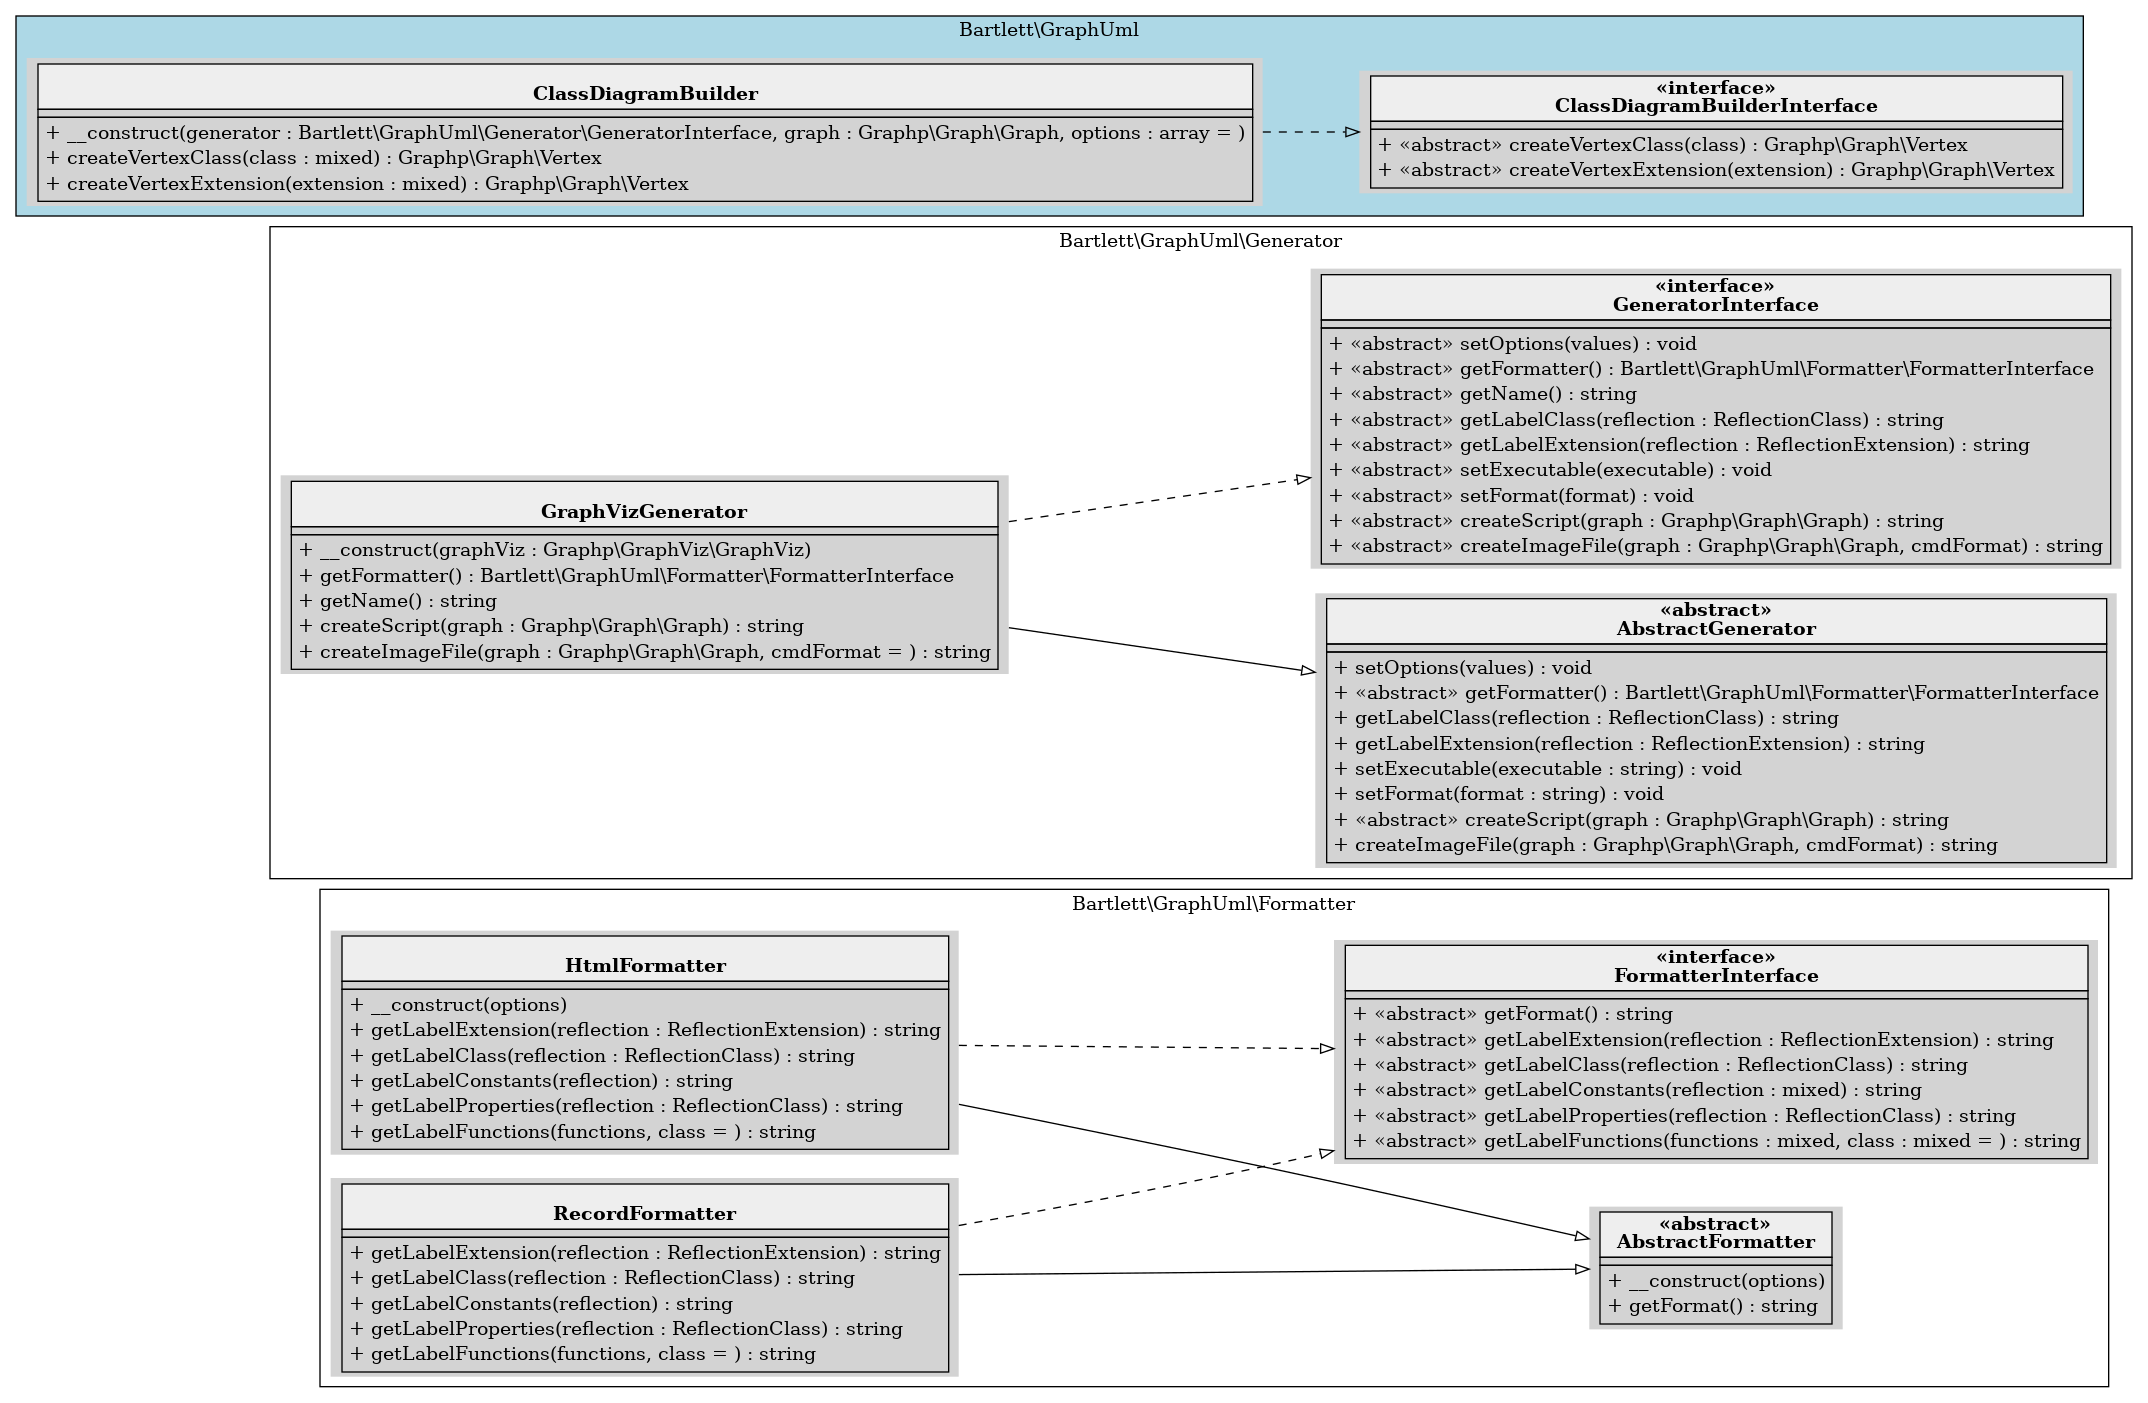 Bartlett\GraphUml
ClassDiagramBuilder
+ __construct(generator : Bartlett\GraphUml\Generator\GeneratorInterface, graph : Graphp\Graph\Graph, options : array = )
+ createVertexClass(class : mixed) : Graphp\Graph\Vertex
+ createVertexExtension(extension : mixed) : Graphp\Graph\Vertex
«interface»
ClassDiagramBuilderInterface
+ «abstract» createVertexClass(class) : Graphp\Graph\Vertex
+ «abstract» createVertexExtension(extension) : Graphp\Graph\Vertex
Bartlett\GraphUml\Generator
GraphVizGenerator
+ __construct(graphViz : Graphp\GraphViz\GraphViz)
+ getFormatter() : Bartlett\GraphUml\Formatter\FormatterInterface
+ getName() : string
+ createScript(graph : Graphp\Graph\Graph) : string
+ createImageFile(graph : Graphp\Graph\Graph, cmdFormat = ) : string
«interface»
GeneratorInterface
+ «abstract» setOptions(values) : void
+ «abstract» getFormatter() : Bartlett\GraphUml\Formatter\FormatterInterface
+ «abstract» getName() : string
+ «abstract» getLabelClass(reflection : ReflectionClass) : string
+ «abstract» getLabelExtension(reflection : ReflectionExtension) : string
+ «abstract» setExecutable(executable) : void
+ «abstract» setFormat(format) : void
+ «abstract» createScript(graph : Graphp\Graph\Graph) : string
+ «abstract» createImageFile(graph : Graphp\Graph\Graph, cmdFormat) : string
«abstract»
AbstractGenerator
+ setOptions(values) : void
+ «abstract» getFormatter() : Bartlett\GraphUml\Formatter\FormatterInterface
+ getLabelClass(reflection : ReflectionClass) : string
+ getLabelExtension(reflection : ReflectionExtension) : string
+ setExecutable(executable : string) : void
+ setFormat(format : string) : void
+ «abstract» createScript(graph : Graphp\Graph\Graph) : string
+ createImageFile(graph : Graphp\Graph\Graph, cmdFormat) : string
Bartlett\GraphUml\Formatter
HtmlFormatter
+ __construct(options)
+ getLabelExtension(reflection : ReflectionExtension) : string
+ getLabelClass(reflection : ReflectionClass) : string
+ getLabelConstants(reflection) : string
+ getLabelProperties(reflection : ReflectionClass) : string
+ getLabelFunctions(functions, class = ) : string
«interface»
FormatterInterface
+ «abstract» getFormat() : string
+ «abstract» getLabelExtension(reflection : ReflectionExtension) : string
+ «abstract» getLabelClass(reflection : ReflectionClass) : string
+ «abstract» getLabelConstants(reflection : mixed) : string
+ «abstract» getLabelProperties(reflection : ReflectionClass) : string
+ «abstract» getLabelFunctions(functions : mixed, class : mixed = ) : string
RecordFormatter
+ getLabelExtension(reflection : ReflectionExtension) : string
+ getLabelClass(reflection : ReflectionClass) : string
+ getLabelConstants(reflection) : string
+ getLabelProperties(reflection : ReflectionClass) : string
+ getLabelFunctions(functions, class = ) : string
«abstract»
AbstractFormatter
+ __construct(options)
+ getFormat() : string